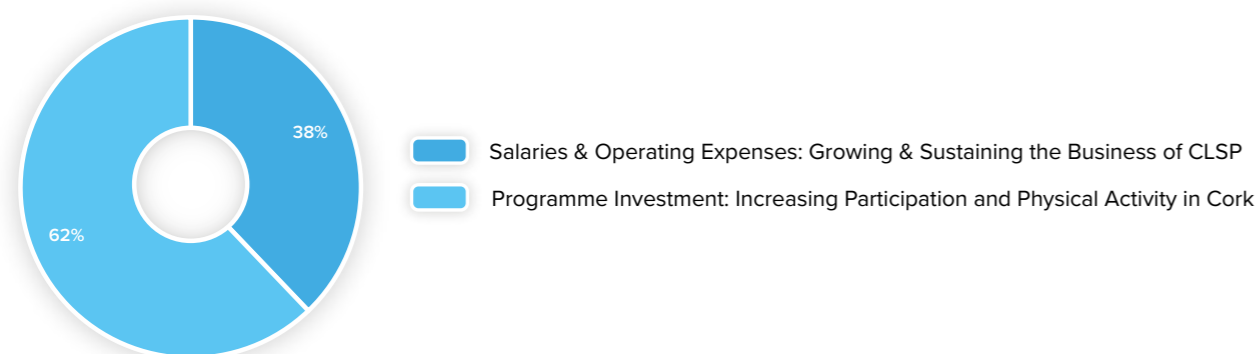 38%
62%
Salaries & Operating Expenses: Growing & Sustaining the Business of CLSP
Programme Investment: Increasing Participation and Physical Activity in Cork